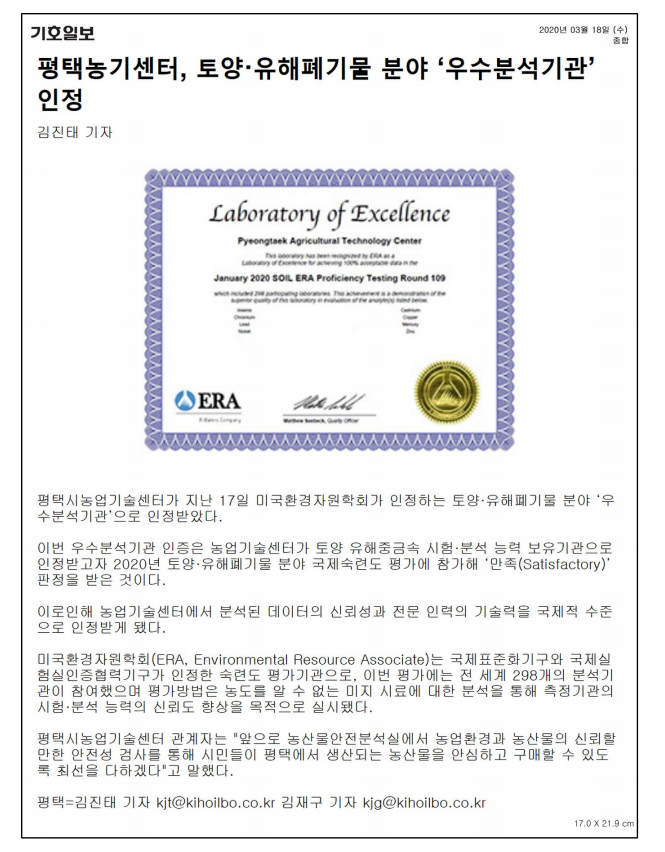 기호일보
2020년 03월 18일 (수)
종합
평택농기센터, 토양·유해폐기물 분야 ‘우수분석기관’
인정
김진태 기자
Laboratory of Excellence
Pyeongtaek Agricultural Technology Center
This laboratory has been recognized by ERA as a
Laboratory of Excellence for achieving 100% acceptable data in the
January 2020 SOIL ERA Proficiency Testing Round 109
which included 298 participating laboratories. This achievement is a demonstration of the
superior quality of this laboratory in evaluation of the analyte(s) listed below.
Arsenic Cadmium
Chromium Copper
Lead Mercury
Nickel Zinc
ERA
A Waters Company
Matthew Seebeck, Quality Officer
평택시농업기술센터가 지난 17일 미국환경자원학회가 인정하는 토양·유해폐기물 분야 ‘우
수분석기관’으로 인정받았다.
이번 우수분석기관 인증은 농업기술센터가 토양 유해중금속 시험·분석 능력 보유기관으로
인정받고자 2020년 토양·유해폐기물 분야 국제숙련도 평가에 참가해 ‘만족(Satisfactory)’
판정을 받은 것이다.
이로인해 농업기술센터에서 분석된 데이터의 신뢰성과 전문 인력의 기술력을 국제적 수준
으로 인정받게 됐다.
미국환경자원학회(ERA, Environmental Resource Associate)는 국제표준화기구와 국제실
험실인증협력기구가 인정한 숙련도 평가기관으로, 이번 평가에는 전 세계 298개의 분석기
관이 참여했으며 평가방법은 농도를 알 수 없는 미지 시료에 대한 분석을 통해 측정기관의
시험·분석 능력의 신뢰도 향상을 목적으로 실시됐다.
평택시농업기술센터 관계자는 "앞으로 농산물안전분석실에서 농업환경과 농산물의 신뢰할
만한 안전성 검사를 통해 시민들이 평택에서 생산되는 농산물을 안심하고 구매할 수 있도
록 최선을 다하겠다"고 말했다.
평택=김진태 기자 kjt@kihoilbo.co.kr 김재구 기자 kjg@kihoilbo.co.kr
17.0 X 21.9 cm